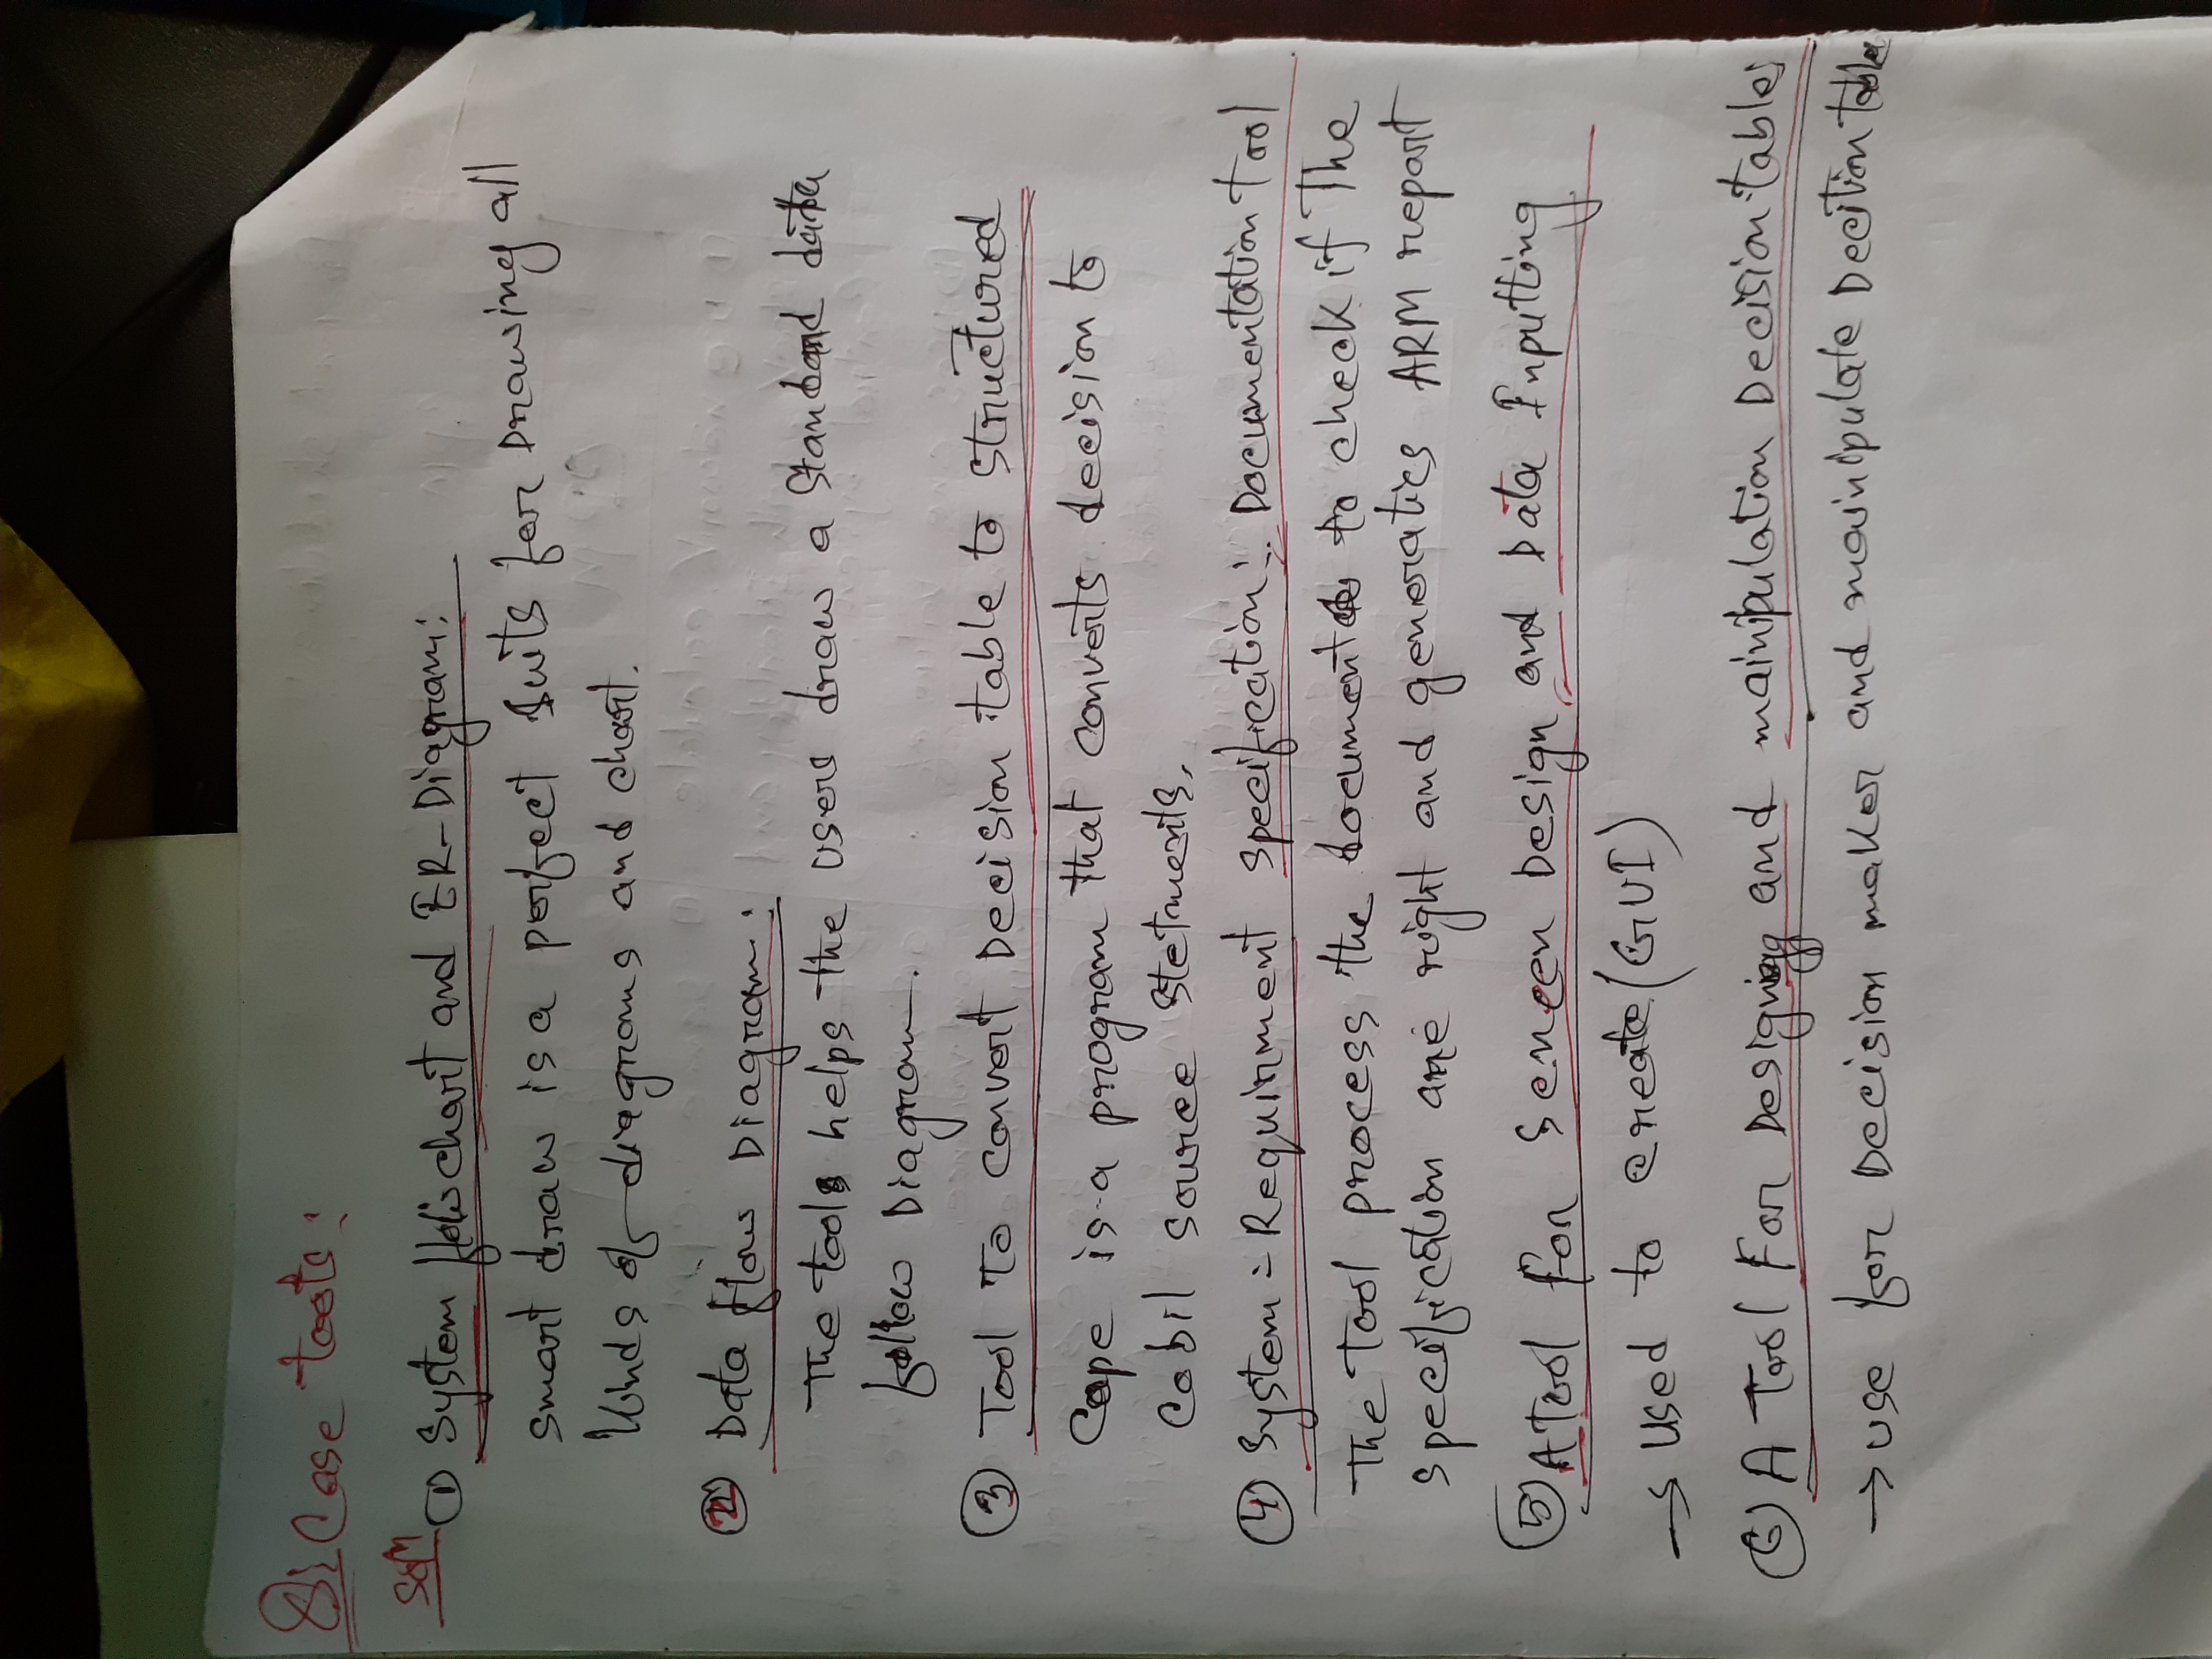 Q: Case tools:
Solⁿ ① System flowchart and ER-Diagram:
smart draw is a perfect suits for Drawing all
kinds of diagrams and chart.
② Data flow Diagram:
The tools helps the users draw a standand data
follow Diagram.
③ Tool To convert Decision table to structured
Cope is a program that converts decision to
Cobil source stetments.
④ System = Requirment specification: Documentation Tool
The Tool process the documents to check if The
specification are right and generatics ARM report
⑤ A Tool For Screen Design and Data Inputting
→ Used to create (GUI)
⑥ A Tool For Designing and mainipulation Decision tables
→ use for Decision maker and mainipulate Decition table